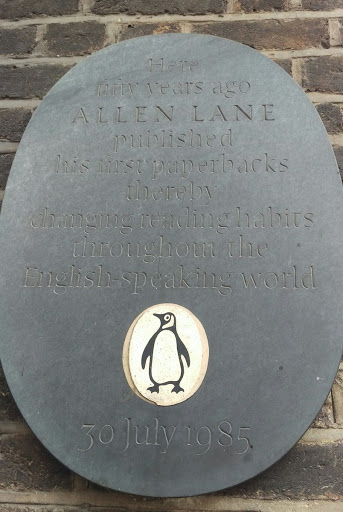 Here
fifty years ago
ALLEN LANE
published
his first paperbacks
thereby
changing reading habits
throughout the
English-speaking world
30 July 1985